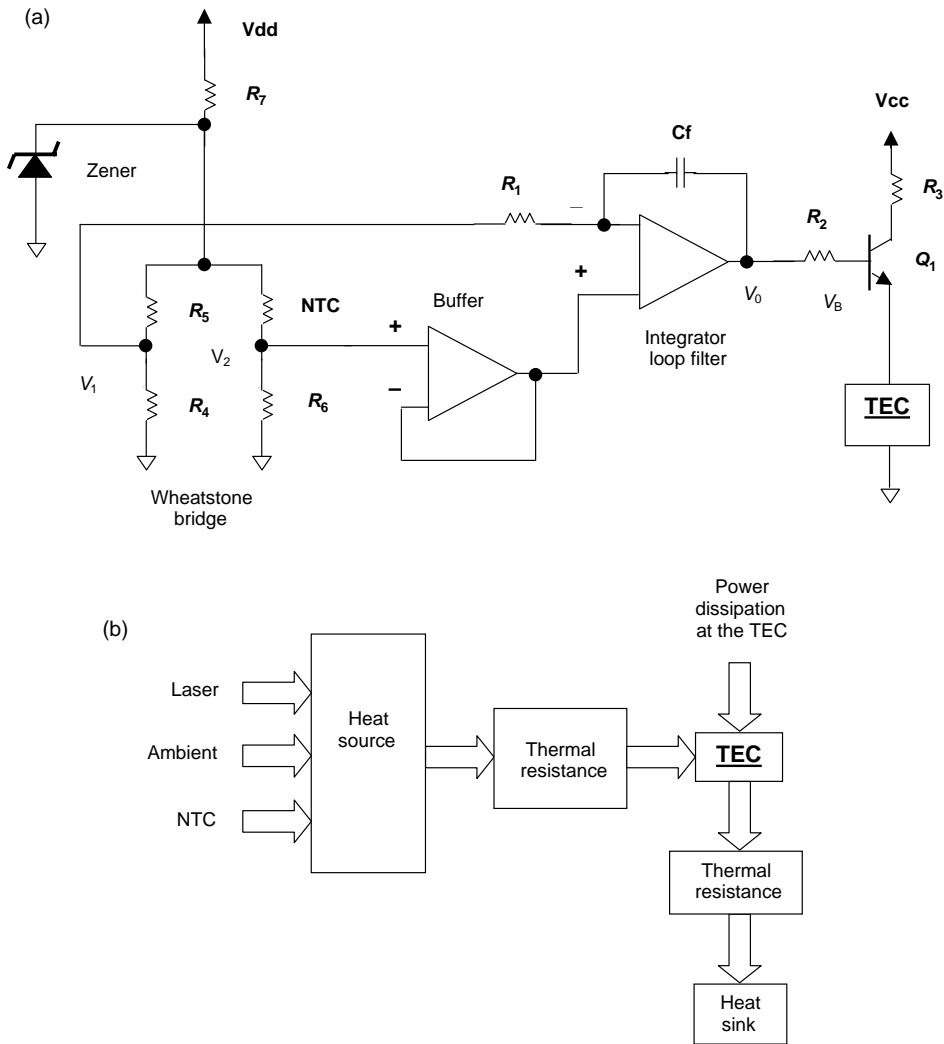 (a)
Vdd
R7
Zener
Vcc
Cf
R1
–
R3
R2
Q1
+
V0
VB
Buffer
Integrator
loop filter
R5
NTC
+
V2
V1
–
R4
R6
TEC
Wheatstone
bridge
(b)
Power
dissipation
at the TEC
Laser
Ambient
NTC
Heat
source
Thermal
resistance
TEC
Thermal
resistance
Heat
sink